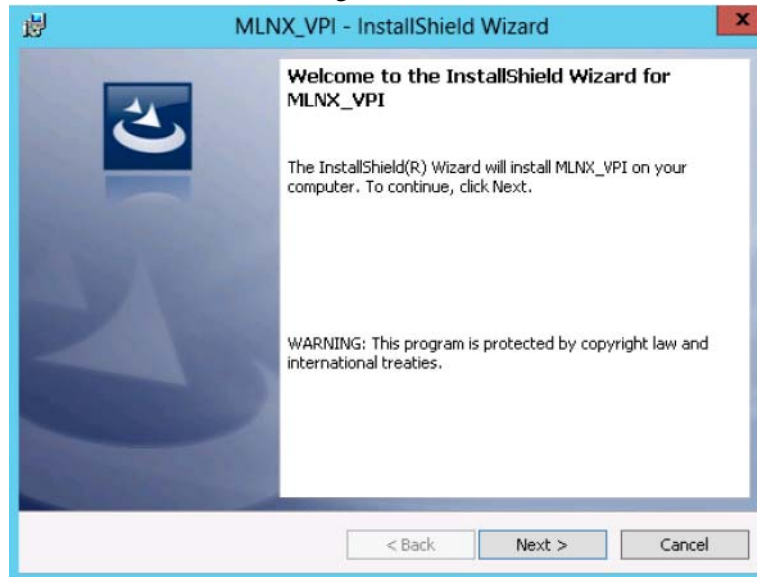 MLNX_VPI - InstallShield Wizard
x
Welcome to the InstallShield Wizard for
MLNX_VPI
The InstallShield(R) Wizard will install MLNX_VPI on your
computer. To continue, click Next.
WARNING: This program is protected by copyright law and
international treaties.
< Back Next > Cancel